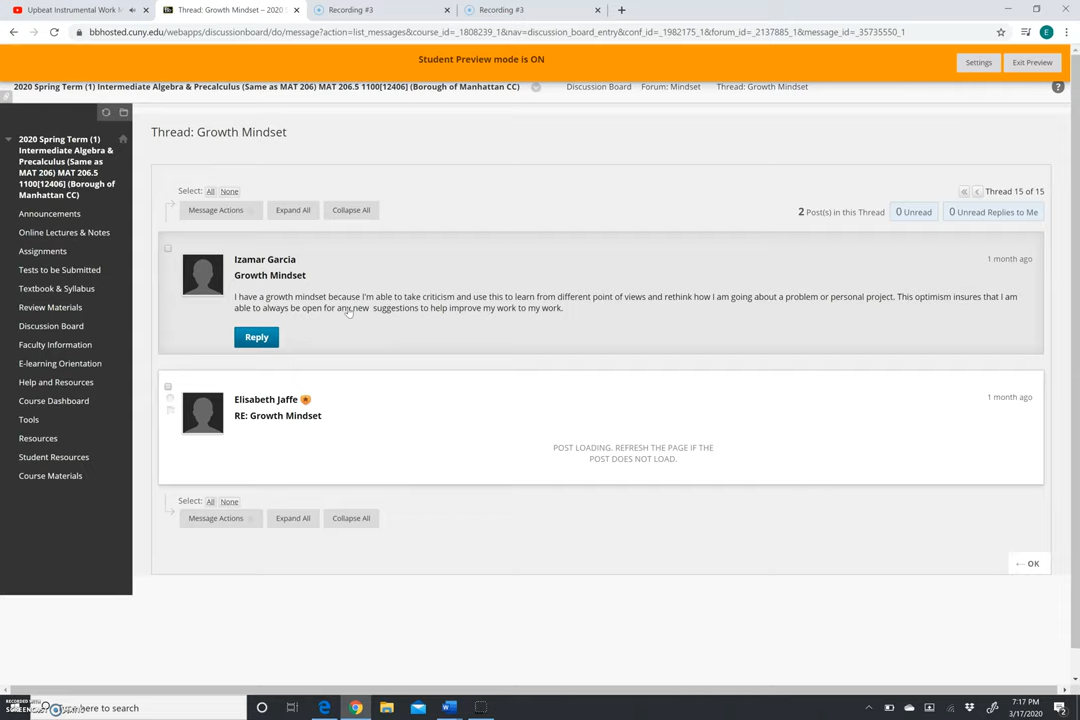 Upbeat Instrumental Work M
Thread: Growth Mindset – 2020 S
Recording #3
Recording #3
bbhosted.cuny.edu/webapps/discussionboard/do/message?action=list_messages&course_id=_1808239_1&nav=discussion_board_entry&conf_id=_1982175_1&forum_id=_2137885_1&message_id=_35735550_1
E
Student Preview mode is ON
Settings
Exit Preview
2020 Spring Term (1) Intermediate Algebra & Precalculus (Same as MAT 206) MAT 206.5 1100[12406] (Borough of Manhattan CC)
Discussion Board
Forum: Mindset
Thread: Growth Mindset
?
2020 Spring Term (1)
Intermediate Algebra &
Precalculus (Same as
MAT 206) MAT 206.5
1100[12406] (Borough of
Manhattan CC)
Announcements
Online Lectures & Notes
Assignments
Tests to be Submitted
Textbook & Syllabus
Review Materials
Discussion Board
Faculty Information
E-learning Orientation
Help and Resources
Course Dashboard
Tools
Resources
Student Resources
Course Materials
Thread: Growth Mindset
Select: All None
Thread 15 of 15
Message Actions
Expand All
Collapse All
2 Post(s) in this Thread
0 Unread
0 Unread Replies to Me
Izamar Garcia
1 month ago
Growth Mindset
I have a growth mindset because I'm able to take criticism and use this to learn from different point of views and rethink how I am going about a problem or personal project. This optimism insures that I am
able to always be open for any new suggestions to help improve my work to my work.
Reply
Elisabeth Jaffe
1 month ago
RE: Growth Mindset
POST LOADING. REFRESH THE PAGE IF THE
POST DOES NOT LOAD.
Select: All None
Message Actions
Expand All
Collapse All
OK
RECORDED WITH
SCREENCAST
here to search
7:17 PM
3/17/2020
2